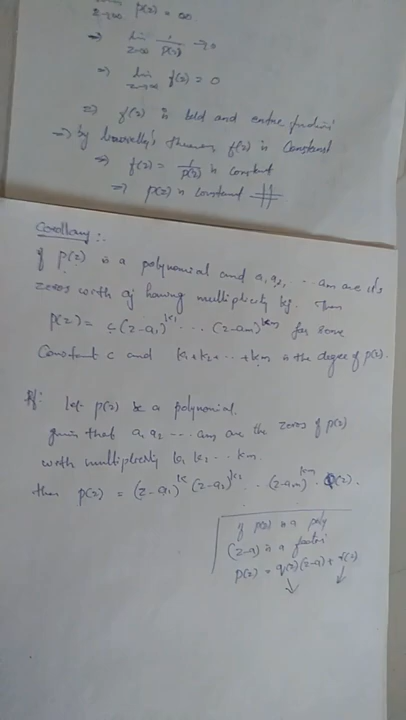 p(z) = ∞
⇒ lim z→∞ 1/p(z) → 0
⇒ lim z→∞ f(z) = 0
⇒ f(z) is bdd and entire
⇒ by theorem f(z) is constant
⇒ f(z) = 1/p(z) is constant
⇒ p(z) is constant #
Corollary:
If p(z) is a polynomial and a1, a2, ... am are its
zeros with aj having multiplicity kj. Then
p(z) = c(z-a1)^k1 ... (z-am)^km for some
Constant c and k1+k2+...+km is the degree of p(z).
Pf: let p(z) be a polynomial.
given that a1, a2 ... am are the zeros of p(z)
with multiplicity k1 k2 ... km.
then p(z) = (z-a1)^k (z-a2)^k2 ... (z-am)^km . (z).
if p(z) is a poly
(z-a) is a factor
p(z) = q(z)(z-a) + r(z)